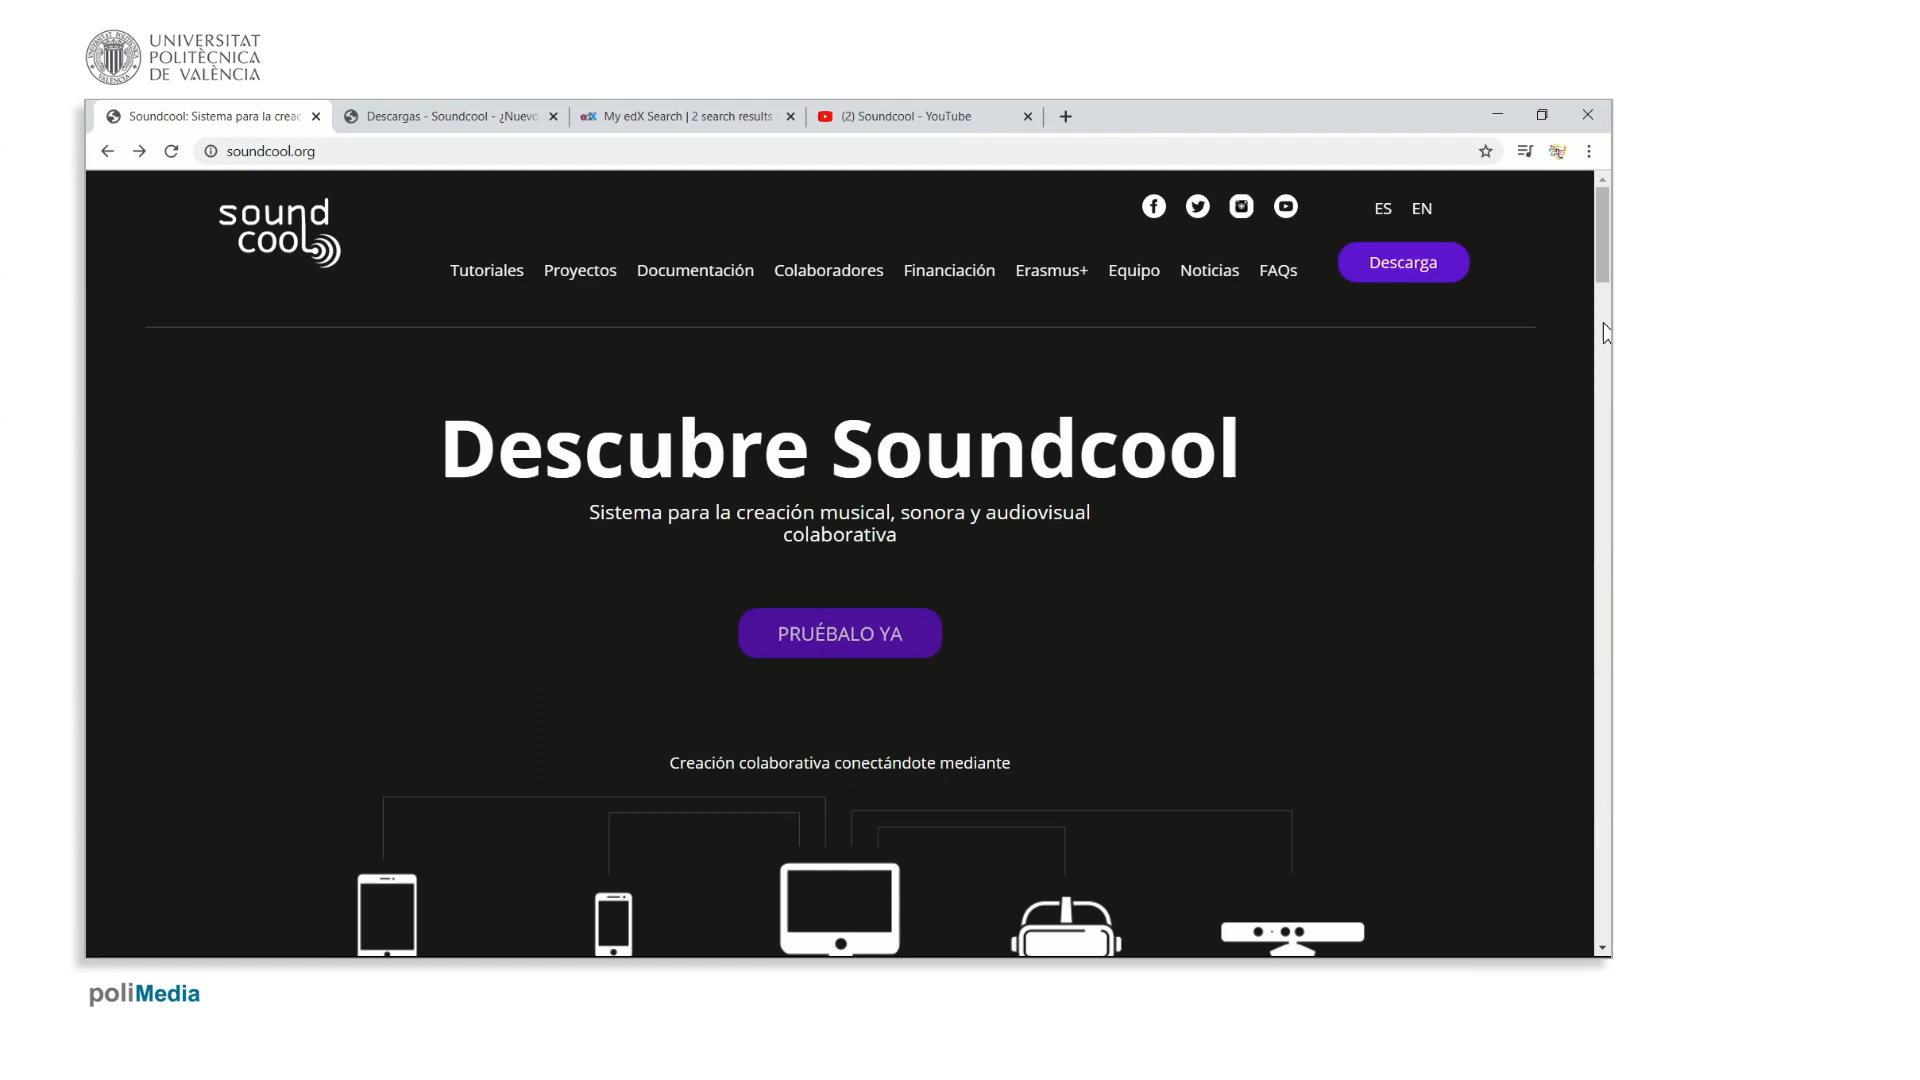 UNIVERSITAT
POLITÈCNICA
DE VALÈNCIA
Soundcool: Sistema para la creac
Descargas - Soundcool - ¿Nuevo
edX My edX Search | 2 search results
(2) Soundcool - YouTube
soundcool.org
sound
cool
ES EN
Tutoriales Proyectos Documentación Colaboradores Financiación Erasmus+ Equipo Noticias FAQs Descarga
Descubre Soundcool
Sistema para la creación musical, sonora y audiovisual
colaborativa
PRUÉBALO YA
Creación colaborativa conectándote mediante
poliMedia